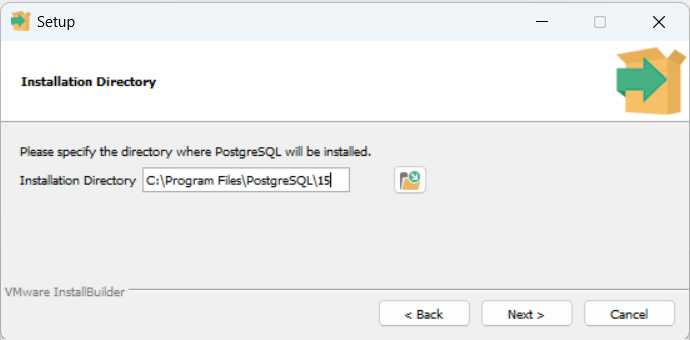 Setup
Installation Directory
Please specify the directory where PostgreSQL will be installed.
Installation Directory C:\Program Files\PostgreSQL\15
VMware InstallBuilder
< Back Next > Cancel